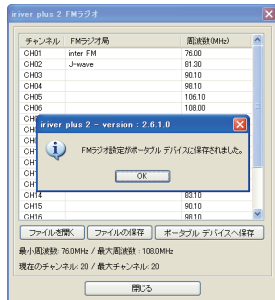 iriver plus 2 FMラジオ
チャンネル FMラジオ局 周波数(MHz)
CH01 inter FM 76.00
CH02 J-wave 81.30
CH03 90.10
CH04 98.10
CH05 106.10
CH06 108.00
iriver plus 2 - version : 2.6.1.0
FMラジオ設定がポータブル デバイスに保存されました。
OK
83.10
CH15 90.10
CH16 98.10
ファイルを開く ファイルの保存 ポータブル デバイスへ保存
最小周波数: 76.0MHz / 最大周波数 : 108.0MHz
現在のチャンネル: 20 / 最大チャンネル: 20
閉じる